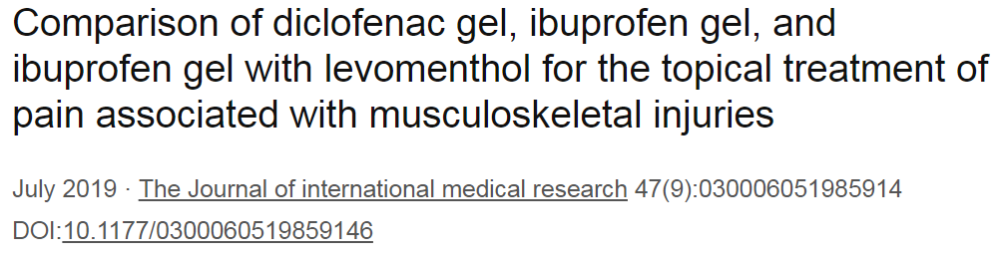 Comparison of diclofenac gel, ibuprofen gel, and
ibuprofen gel with levomenthol for the topical treatment of
pain associated with musculoskeletal injuries
July 2019 · The Journal of international medical research 47(9):030006051985914
DOI:10.1177/0300060519859146